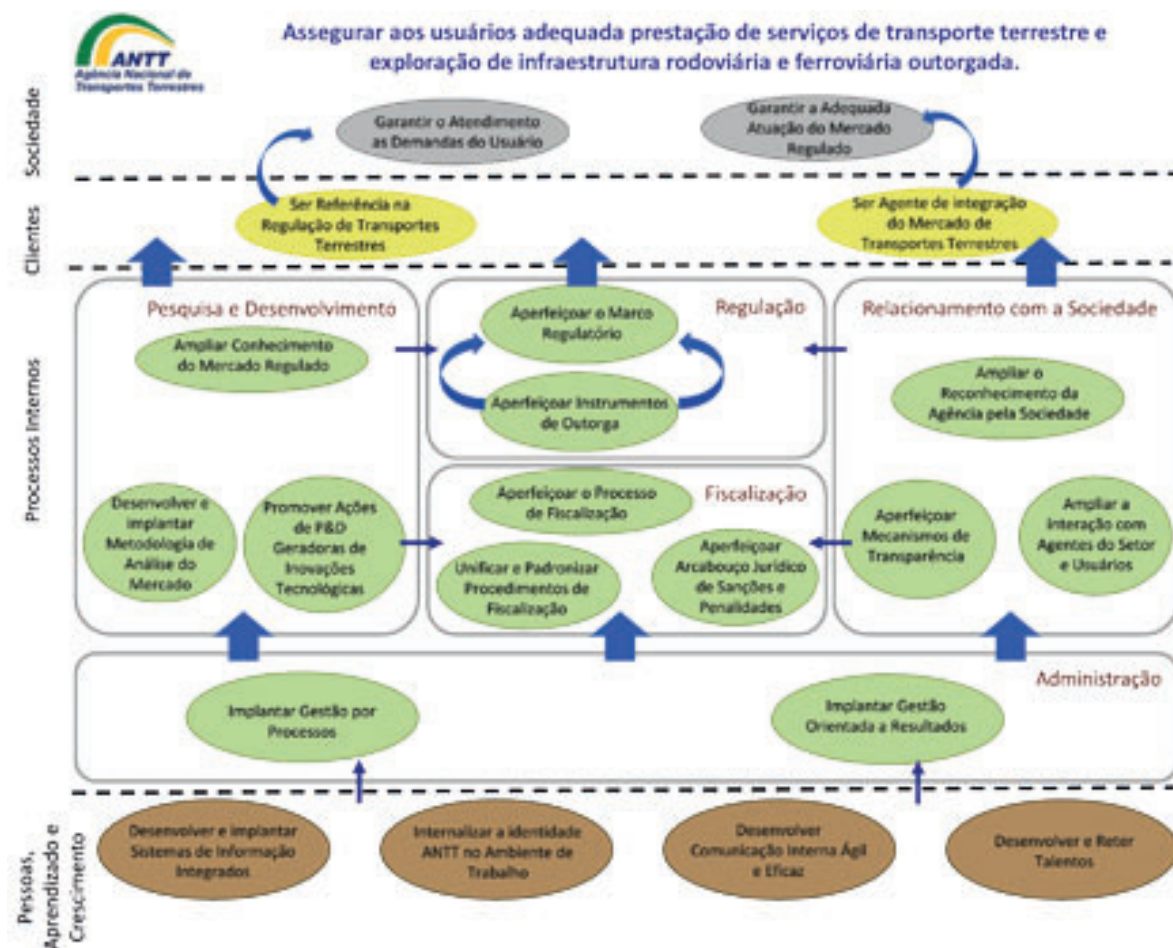 ANTT
Agência Nacional de
Transportes Terrestres
Assegurar aos usuários adequada prestação de serviços de transporte terrestre e
exploração de infraestrutura rodoviária e ferroviária outorgada.
Sociedade
Garantir o Atendimento
as Demandas do Usuário
Garantir a Adequada
Atuação do Mercado
Regulado
Clientes
Ser Referência na
Regulação de Transportes
Terrestres
Ser Agente de integração
do Mercado de
Transportes Terrestres
Processos Internos
Pesquisa e Desenvolvimento
Ampliar Conhecimento
do Mercado Regulado
Desenvolver e
implantar
Metodologia de
Análise do
Mercado
Promover Ações
de P&D
Geradoras de
Inovações
Tecnológicas
Regulação
Aperfeiçoar o Marco
Regulatório
Aperfeiçoar Instrumentos
de Outorga
Fiscalização
Aperfeiçoar o Processo
de Fiscalização
Unificar e Padronizar
Procedimentos de
Fiscalização
Aperfeiçoar
Arcabouço Jurídico
de Sanções e
Penalidades
Relacionamento com a Sociedade
Ampliar o
Reconhecimento da
Agência pela Sociedade
Aperfeiçoar
Mecanismos de
Transparência
Ampliar a
Interação com
Agentes do Setor
e Usuários
Administração
Implantar Gestão por
Processos
Implantar Gestão
Orientada a Resultados
Pessoas,
Aprendizado e
Crescimento
Desenvolver e implantar
Sistemas de Informação
Integrados
Internalizar a identidade
ANTT no Ambiente de
Trabalho
Desenvolver
Comunicação Interna Ágil
e Eficaz
Desenvolver e Reter
Talentos